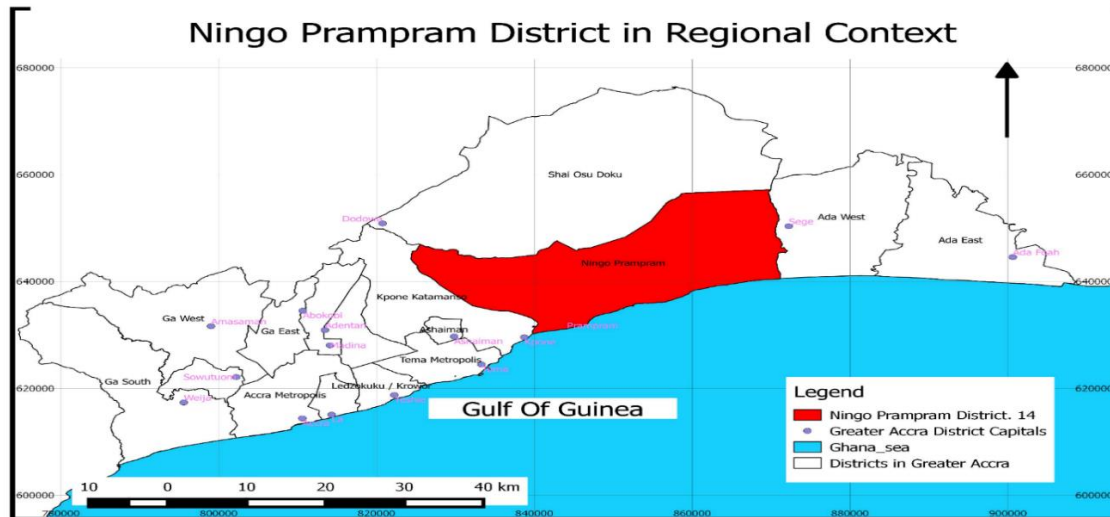 Ningo Prampram District in Regional Context
680000
680000
Shai Osu Doku
660000
660000
Dodowa
Sege
Ada West
Ada East
Ada Foah
Ningo Prampram
640000
640000
Kpone Katamanso
Ga West
Amasaman
Abokobi
Ga East
Adentan
Madina
Ashaiman
Ashaiman
Prampram
Kpone
Tema Metropolis
Ga South
Sowutuom
Weija
Accra Metropolis
Ledzokuku / Krowor
620000
Gulf Of Guinea
Legend
Ningo Prampram District. 14
Greater Accra District Capitals
Ghana_sea
Districts in Greater Accra
10 0 10 20 30 40 km
600000
600000
780000
800000
820000
840000
860000
880000
900000